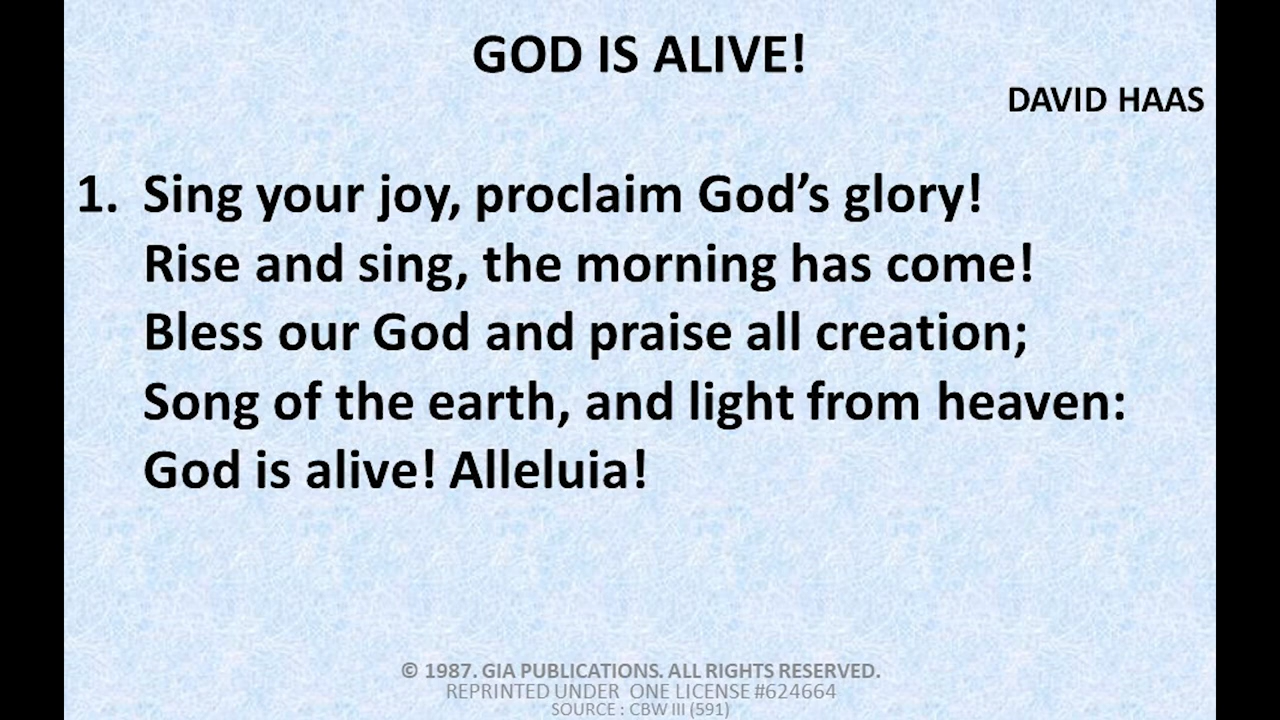 GOD IS ALIVE!
DAVID HAAS
1. Sing your joy, proclaim God’s glory!
Rise and sing, the morning has come!
Bless our God and praise all creation;
Song of the earth, and light from heaven:
God is alive! Alleluia!
© 1987. GIA PUBLICATIONS. ALL RIGHTS RESERVED.
REPRINTED UNDER ONE LICENSE #624664
SOURCE : CBW III (591)